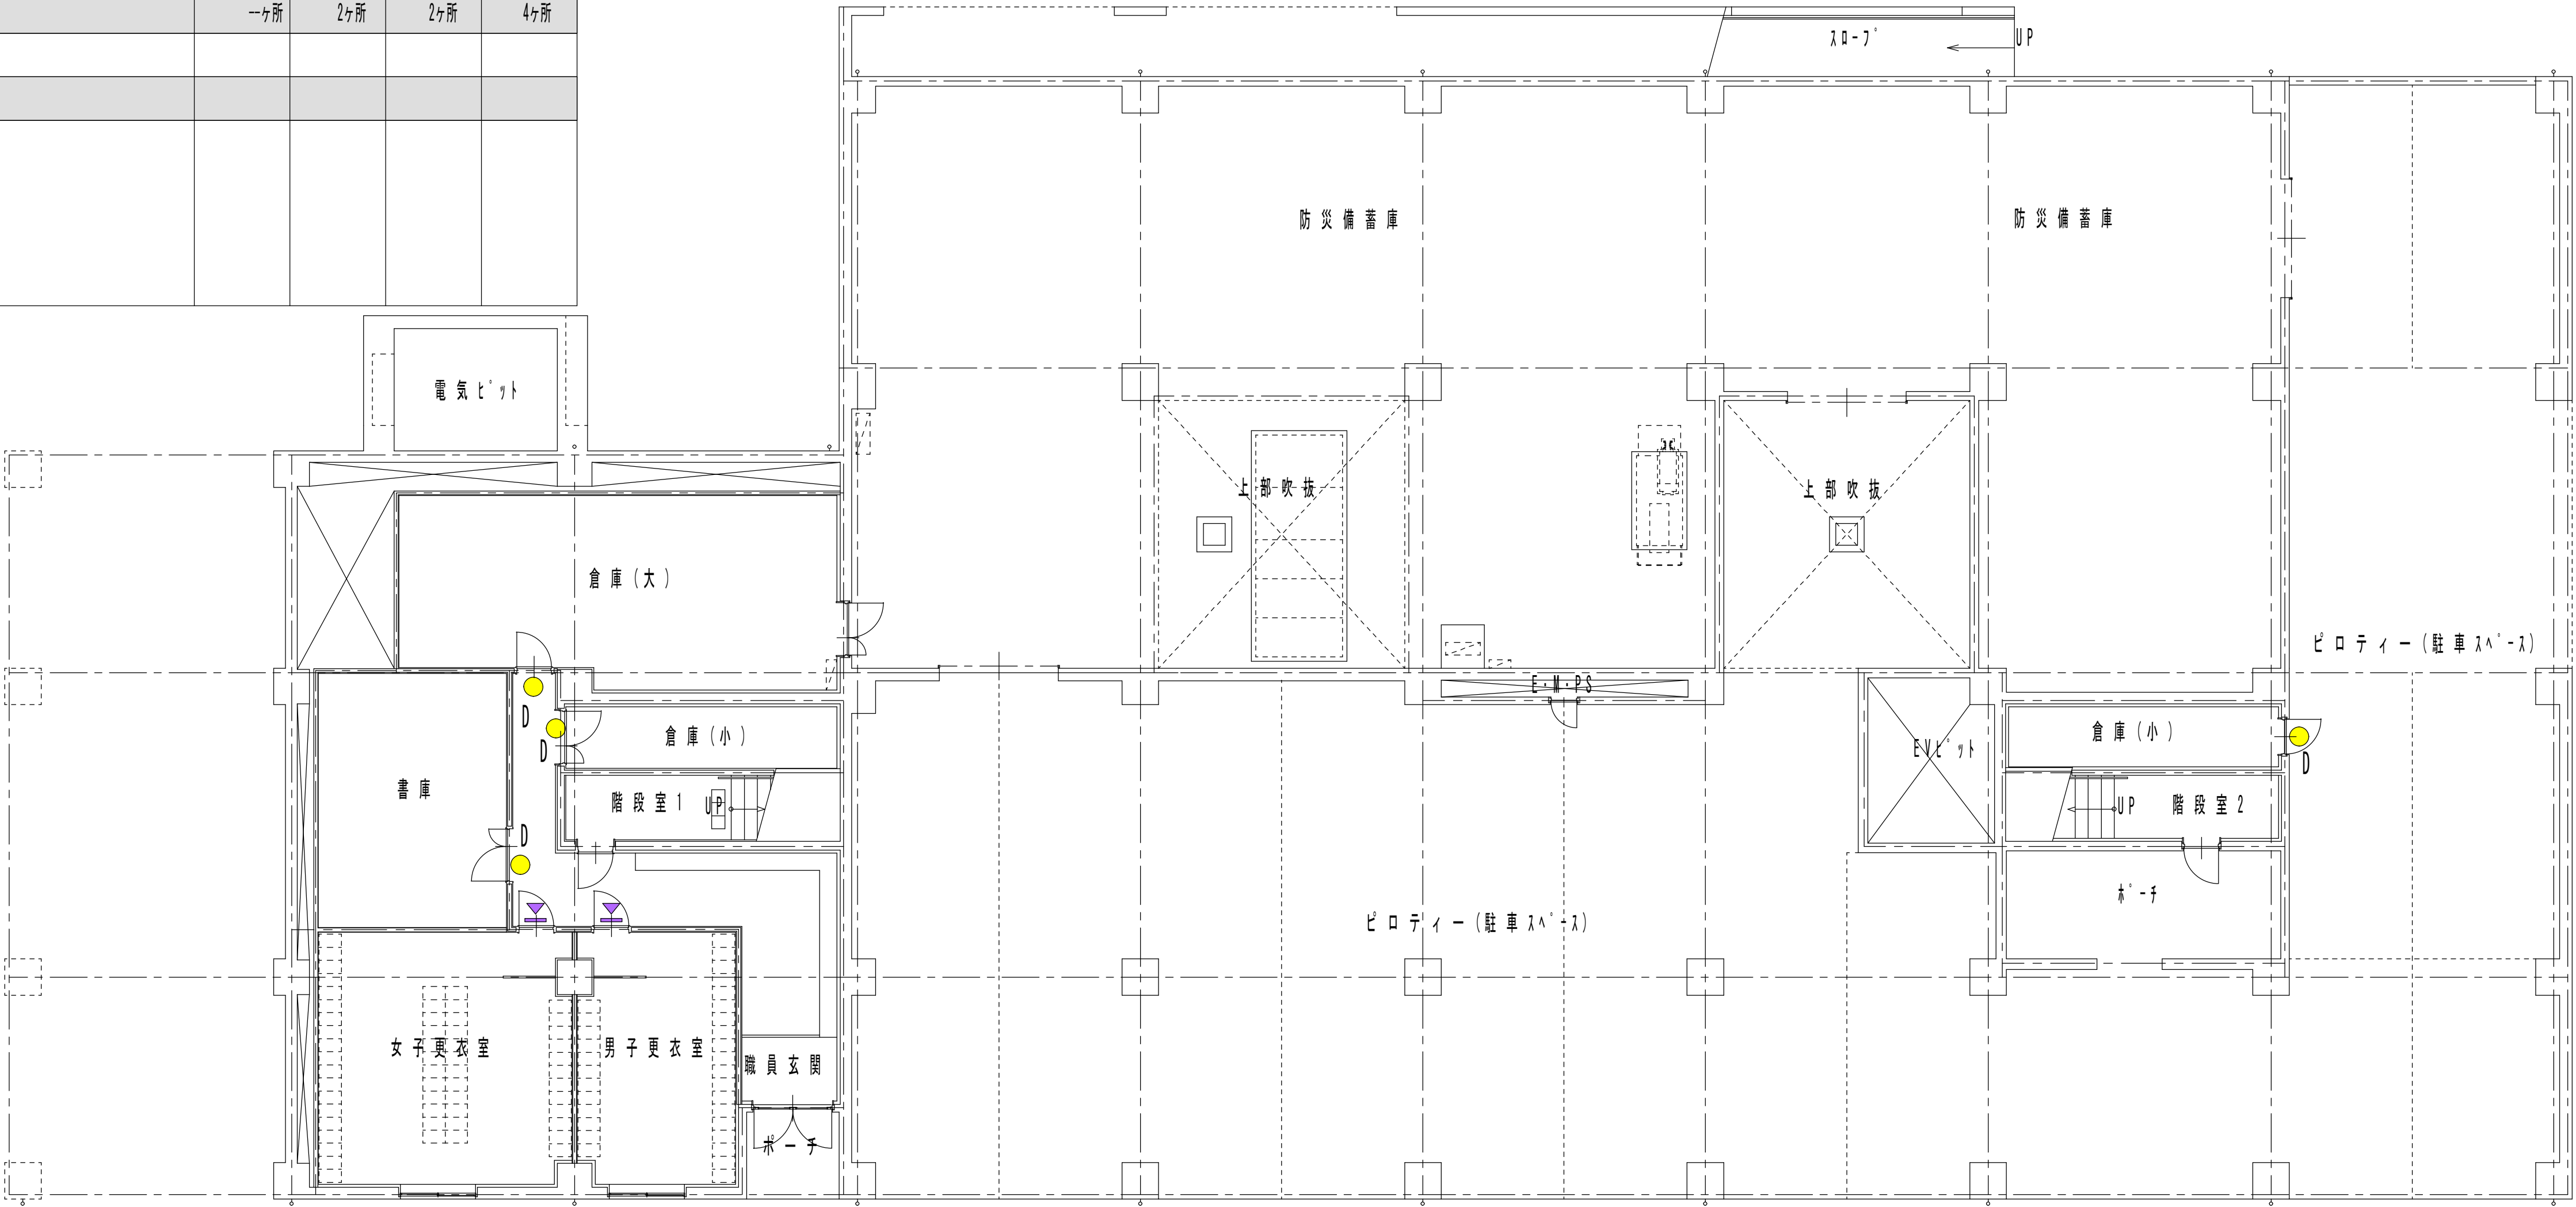 --ヶ所 2ヶ所 2ヶ所 4ヶ所
スロープ UP
防災備蓄庫 防災備蓄庫
電気ピット
上部吹抜 上部吹抜
倉庫(大)
ピロティー(駐車スペース)
E・M・PS
D
倉庫(小) 倉庫(小)
D EVピット D
書庫
階段室1 UP UP 階段室2
D
ポーチ
ピロティー(駐車スペース)
女子更衣室 男子更衣室
職員玄関
ポーチ